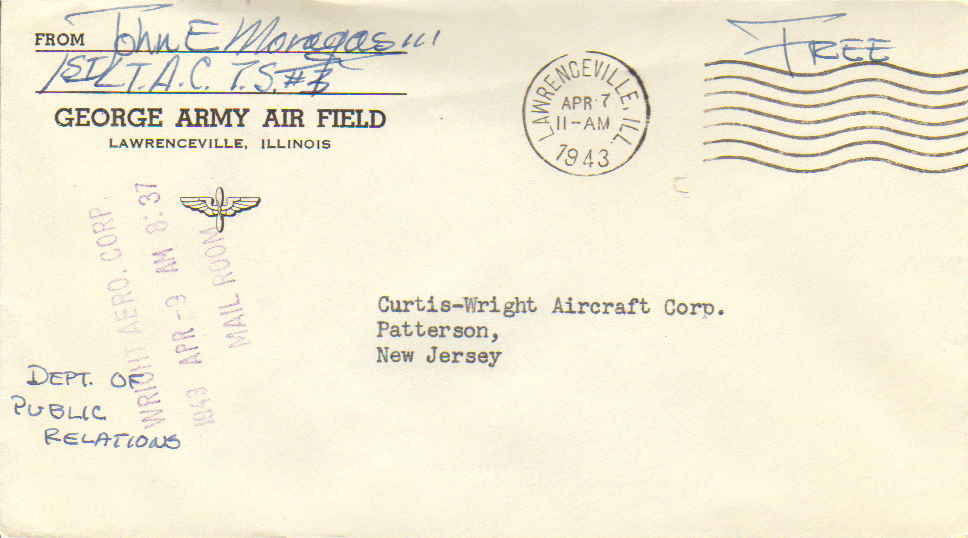 FROM John E Moragas III
1ST LT. A.C. T.S. #
GEORGE ARMY AIR FIELD
LAWRENCEVILLE, ILLINOIS
LAWRENCEVILLE, ILL.
APR 7
11-AM
1943
FREE
WRIGHT AERO. CORP.
1943 APR -9 AM 8:37
MAIL ROOM
Curtis-Wright Aircraft Corp.
Patterson,
New Jersey
DEPT. OF
PUBLIC
RELATIONS